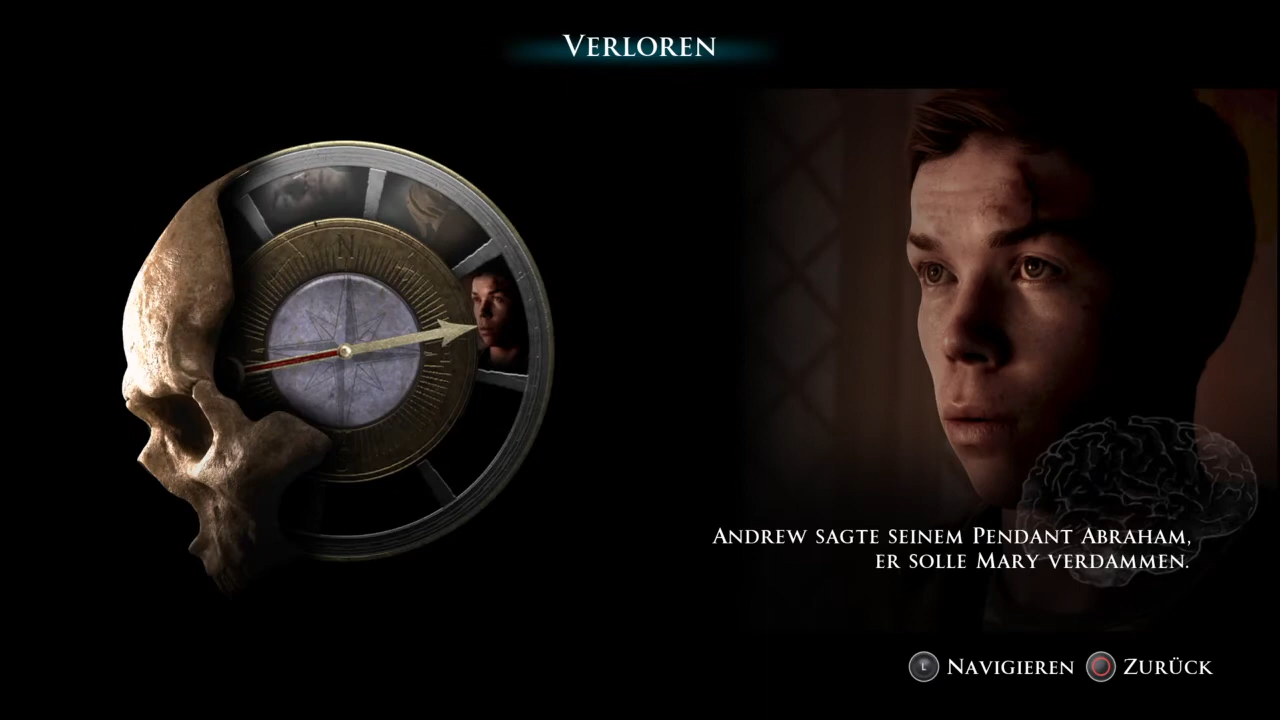 Verloren
N
Andrew sagte seinem Pendant Abraham,
er solle Mary verdammen.
L Navigieren Zurück